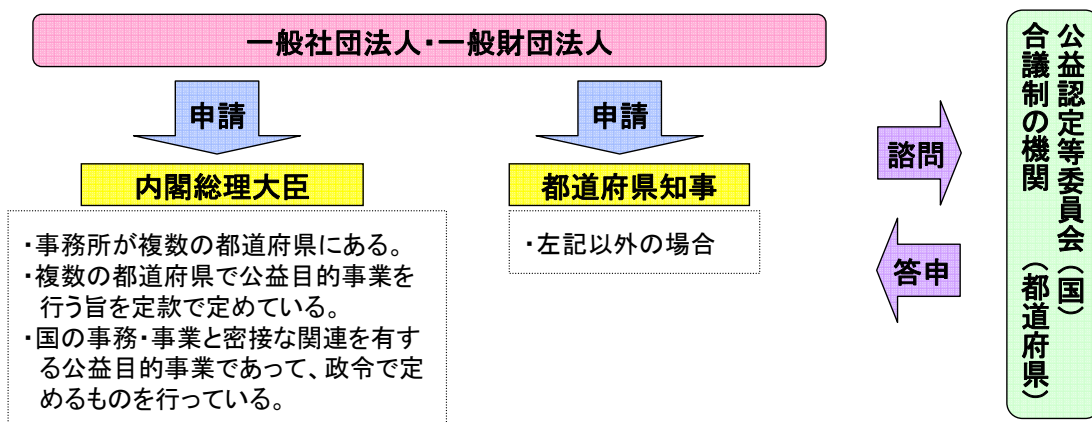 一般社団法人・一般財団法人
申請
申請
内閣総理大臣
都道府県知事
・事務所が複数の都道府県にある。
・複数の都道府県で公益目的事業を
行う旨を定款で定めている。
・国の事務・事業と密接な関連を有す
る公益目的事業であって、政令で定
めるものを行っている。
・左記以外の場合
諮問
答申
公益認定等委員会（国）
合議制の機関　（都道府県）